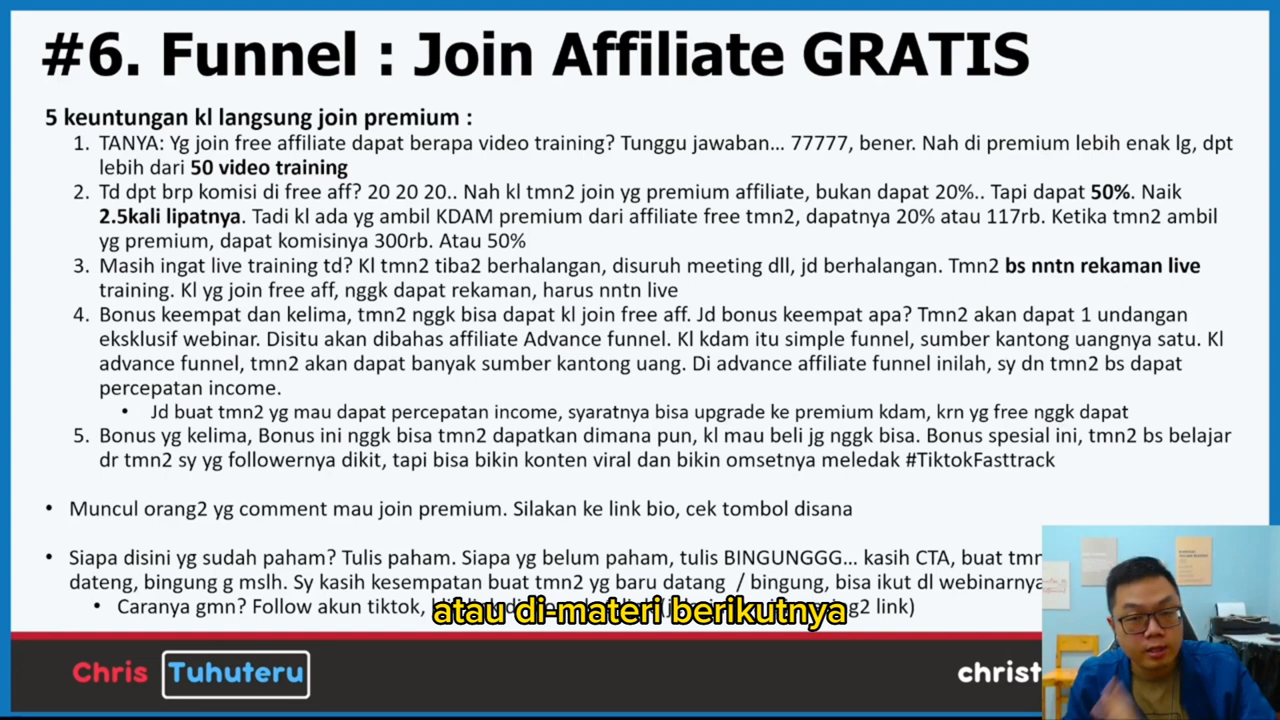 #6. Funnel : Join Affiliate GRATIS
5 keuntungan kl langsung join premium :
1. TANYA: Yg join free affiliate dapat berapa video training? Tunggu jawaban... 77777, bener. Nah di premium lebih enak lg, dpt
lebih dari 50 video training
2. Td dpt brp komisi di free aff? 20 20 20.. Nah kl tmn2 join yg premium affiliate, bukan dapat 20%.. Tapi dapat 50%. Naik
2.5kali lipatnya. Tadi kl ada yg ambil KDAM premium dari affiliate free tmn2, dapatnya 20% atau 117rb. Ketika tmn2 ambil
yg premium, dapat komisinya 300rb. Atau 50%
3. Masih ingat live training td? Kl tmn2 tiba2 berhalangan, disuruh meeting dll, jd berhalangan. Tmn2 bs nntn rekaman live
training. Kl yg join free aff, nggk dapat rekaman, harus nntn live
4. Bonus keempat dan kelima, tmn2 nggk bisa dapat kl join free aff. Jd bonus keempat apa? Tmn2 akan dapat 1 undangan
eksklusif webinar. Disitu akan dibahas affiliate Advance funnel. Kl kdam itu simple funnel, sumber kantong uangnya satu. Kl
advance funnel, tmn2 akan dapat banyak sumber kantong uang. Di advance affiliate funnel inilah, sy dn tmn2 bs dapat
percepatan income.
• Jd buat tmn2 yg mau dapat percepatan income, syaratnya bisa upgrade ke premium kdam, krn yg free nggk dapat
5. Bonus yg kelima, Bonus ini nggk bisa tmn2 dapatkan dimana pun, kl mau beli jg nggk bisa. Bonus spesial ini, tmn2 bs belajar
dr tmn2 sy yg followernya dikit, tapi bisa bikin konten viral dan bikin omsetnya meledak #TiktokFasttrack
• Muncul orang2 yg comment mau join premium. Silakan ke link bio, cek tombol disana
• Siapa disini yg sudah paham? Tulis paham. Siapa yg belum paham, tulis BINGUNGGG... kasih CTA, buat
dateng, bingung g mslh. Sy kasih kesempatan buat tmn2 yg baru datang / bingung, bisa ikut dl webinarnya
• Caranya gmn? Follow akun tiktok, link)
atau di-materi berikutnya
Chris Tuhuteru
christ